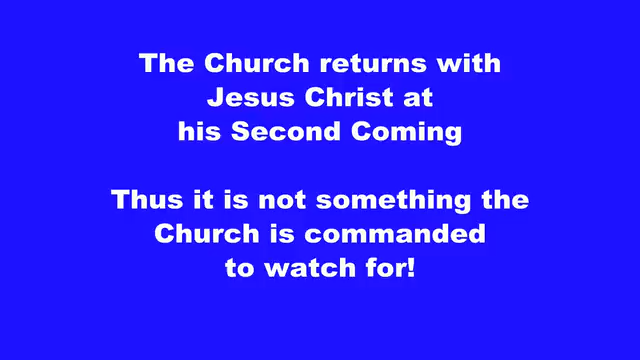 The Church returns with
Jesus Christ at
his Second Coming
Thus it is not something the
Church is commanded
to watch for!